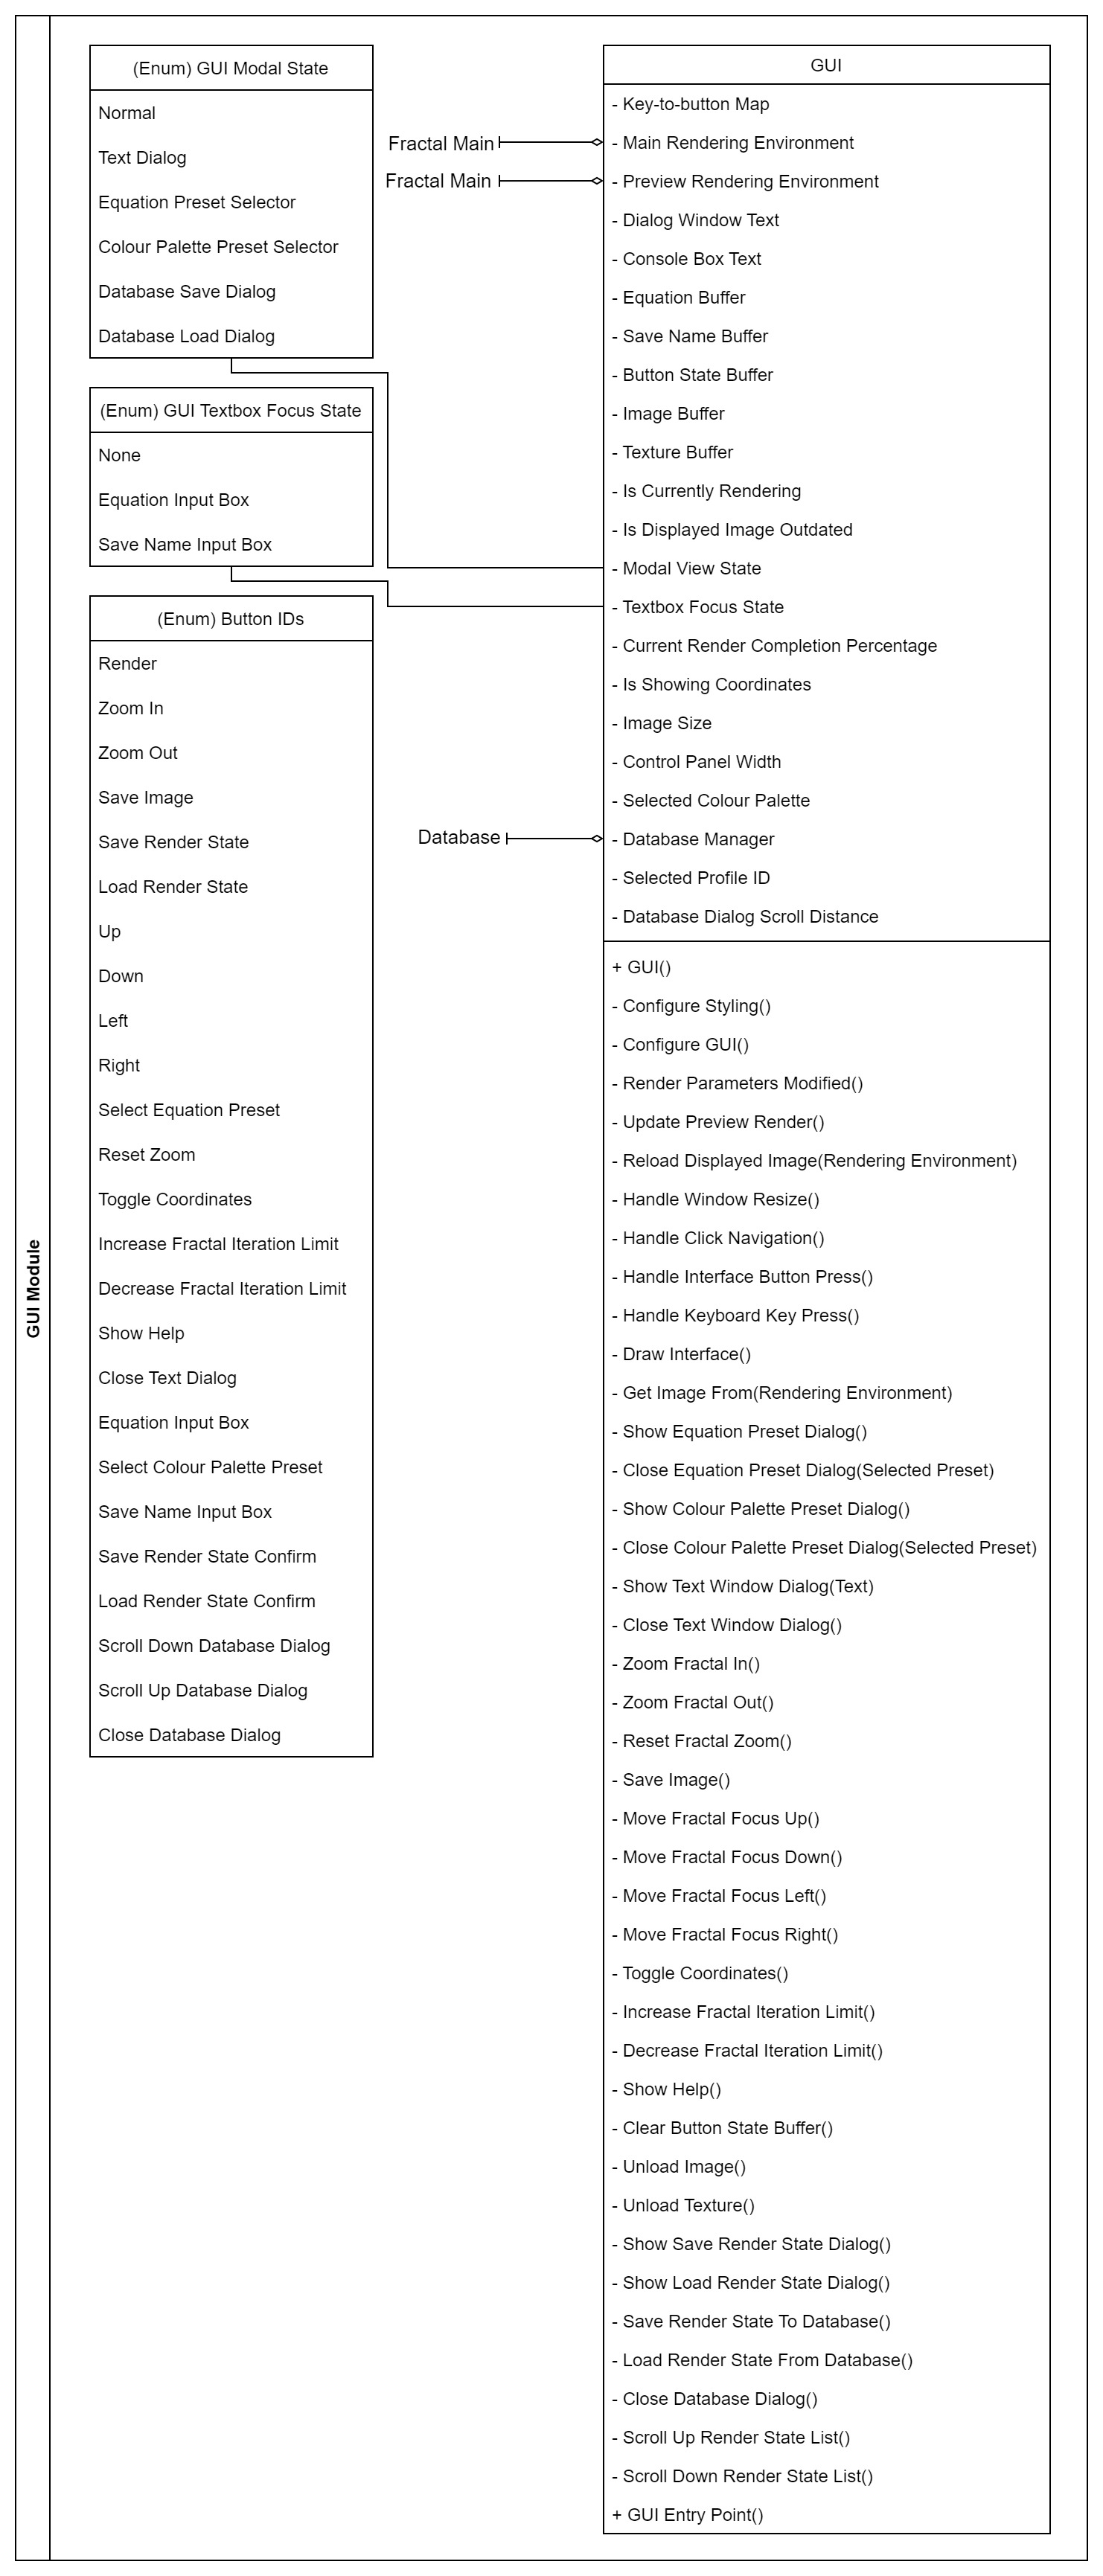 GUI Module
(Enum) GUI Modal State
Normal
Text Dialog
Equation Preset Selector
Colour Palette Preset Selector
Database Save Dialog
Database Load Dialog
(Enum) GUI Textbox Focus State
None
Equation Input Box
Save Name Input Box
(Enum) Button IDs
Render
Zoom In
Zoom Out
Save Image
Save Render State
Load Render State
Up
Down
Left
Right
Select Equation Preset
Reset Zoom
Toggle Coordinates
Increase Fractal Iteration Limit
Decrease Fractal Iteration Limit
Show Help
Close Text Dialog
Equation Input Box
Select Colour Palette Preset
Save Name Input Box
Save Render State Confirm
Load Render State Confirm
Scroll Down Database Dialog
Scroll Up Database Dialog
Close Database Dialog
Fractal Main
Fractal Main
Database
GUI
- Key-to-button Map
- Main Rendering Environment
- Preview Rendering Environment
- Dialog Window Text
- Console Box Text
- Equation Buffer
- Save Name Buffer
- Button State Buffer
- Image Buffer
- Texture Buffer
- Is Currently Rendering
- Is Displayed Image Outdated
- Modal View State
- Textbox Focus State
- Current Render Completion Percentage
- Is Showing Coordinates
- Image Size
- Control Panel Width
- Selected Colour Palette
- Database Manager
- Selected Profile ID
- Database Dialog Scroll Distance
+ GUI()
- Configure Styling()
- Configure GUI()
- Render Parameters Modified()
- Update Preview Render()
- Reload Displayed Image(Rendering Environment)
- Handle Window Resize()
- Handle Click Navigation()
- Handle Interface Button Press()
- Handle Keyboard Key Press()
- Draw Interface()
- Get Image From(Rendering Environment)
- Show Equation Preset Dialog()
- Close Equation Preset Dialog(Selected Preset)
- Show Colour Palette Preset Dialog()
- Close Colour Palette Preset Dialog(Selected Preset)
- Show Text Window Dialog(Text)
- Close Text Window Dialog()
- Zoom Fractal In()
- Zoom Fractal Out()
- Reset Fractal Zoom()
- Save Image()
- Move Fractal Focus Up()
- Move Fractal Focus Down()
- Move Fractal Focus Left()
- Move Fractal Focus Right()
- Toggle Coordinates()
- Increase Fractal Iteration Limit()
- Decrease Fractal Iteration Limit()
- Show Help()
- Clear Button State Buffer()
- Unload Image()
- Unload Texture()
- Show Save Render State Dialog()
- Show Load Render State Dialog()
- Save Render State To Database()
- Load Render State From Database()
- Close Database Dialog()
- Scroll Up Render State List()
- Scroll Down Render State List()
+ GUI Entry Point()